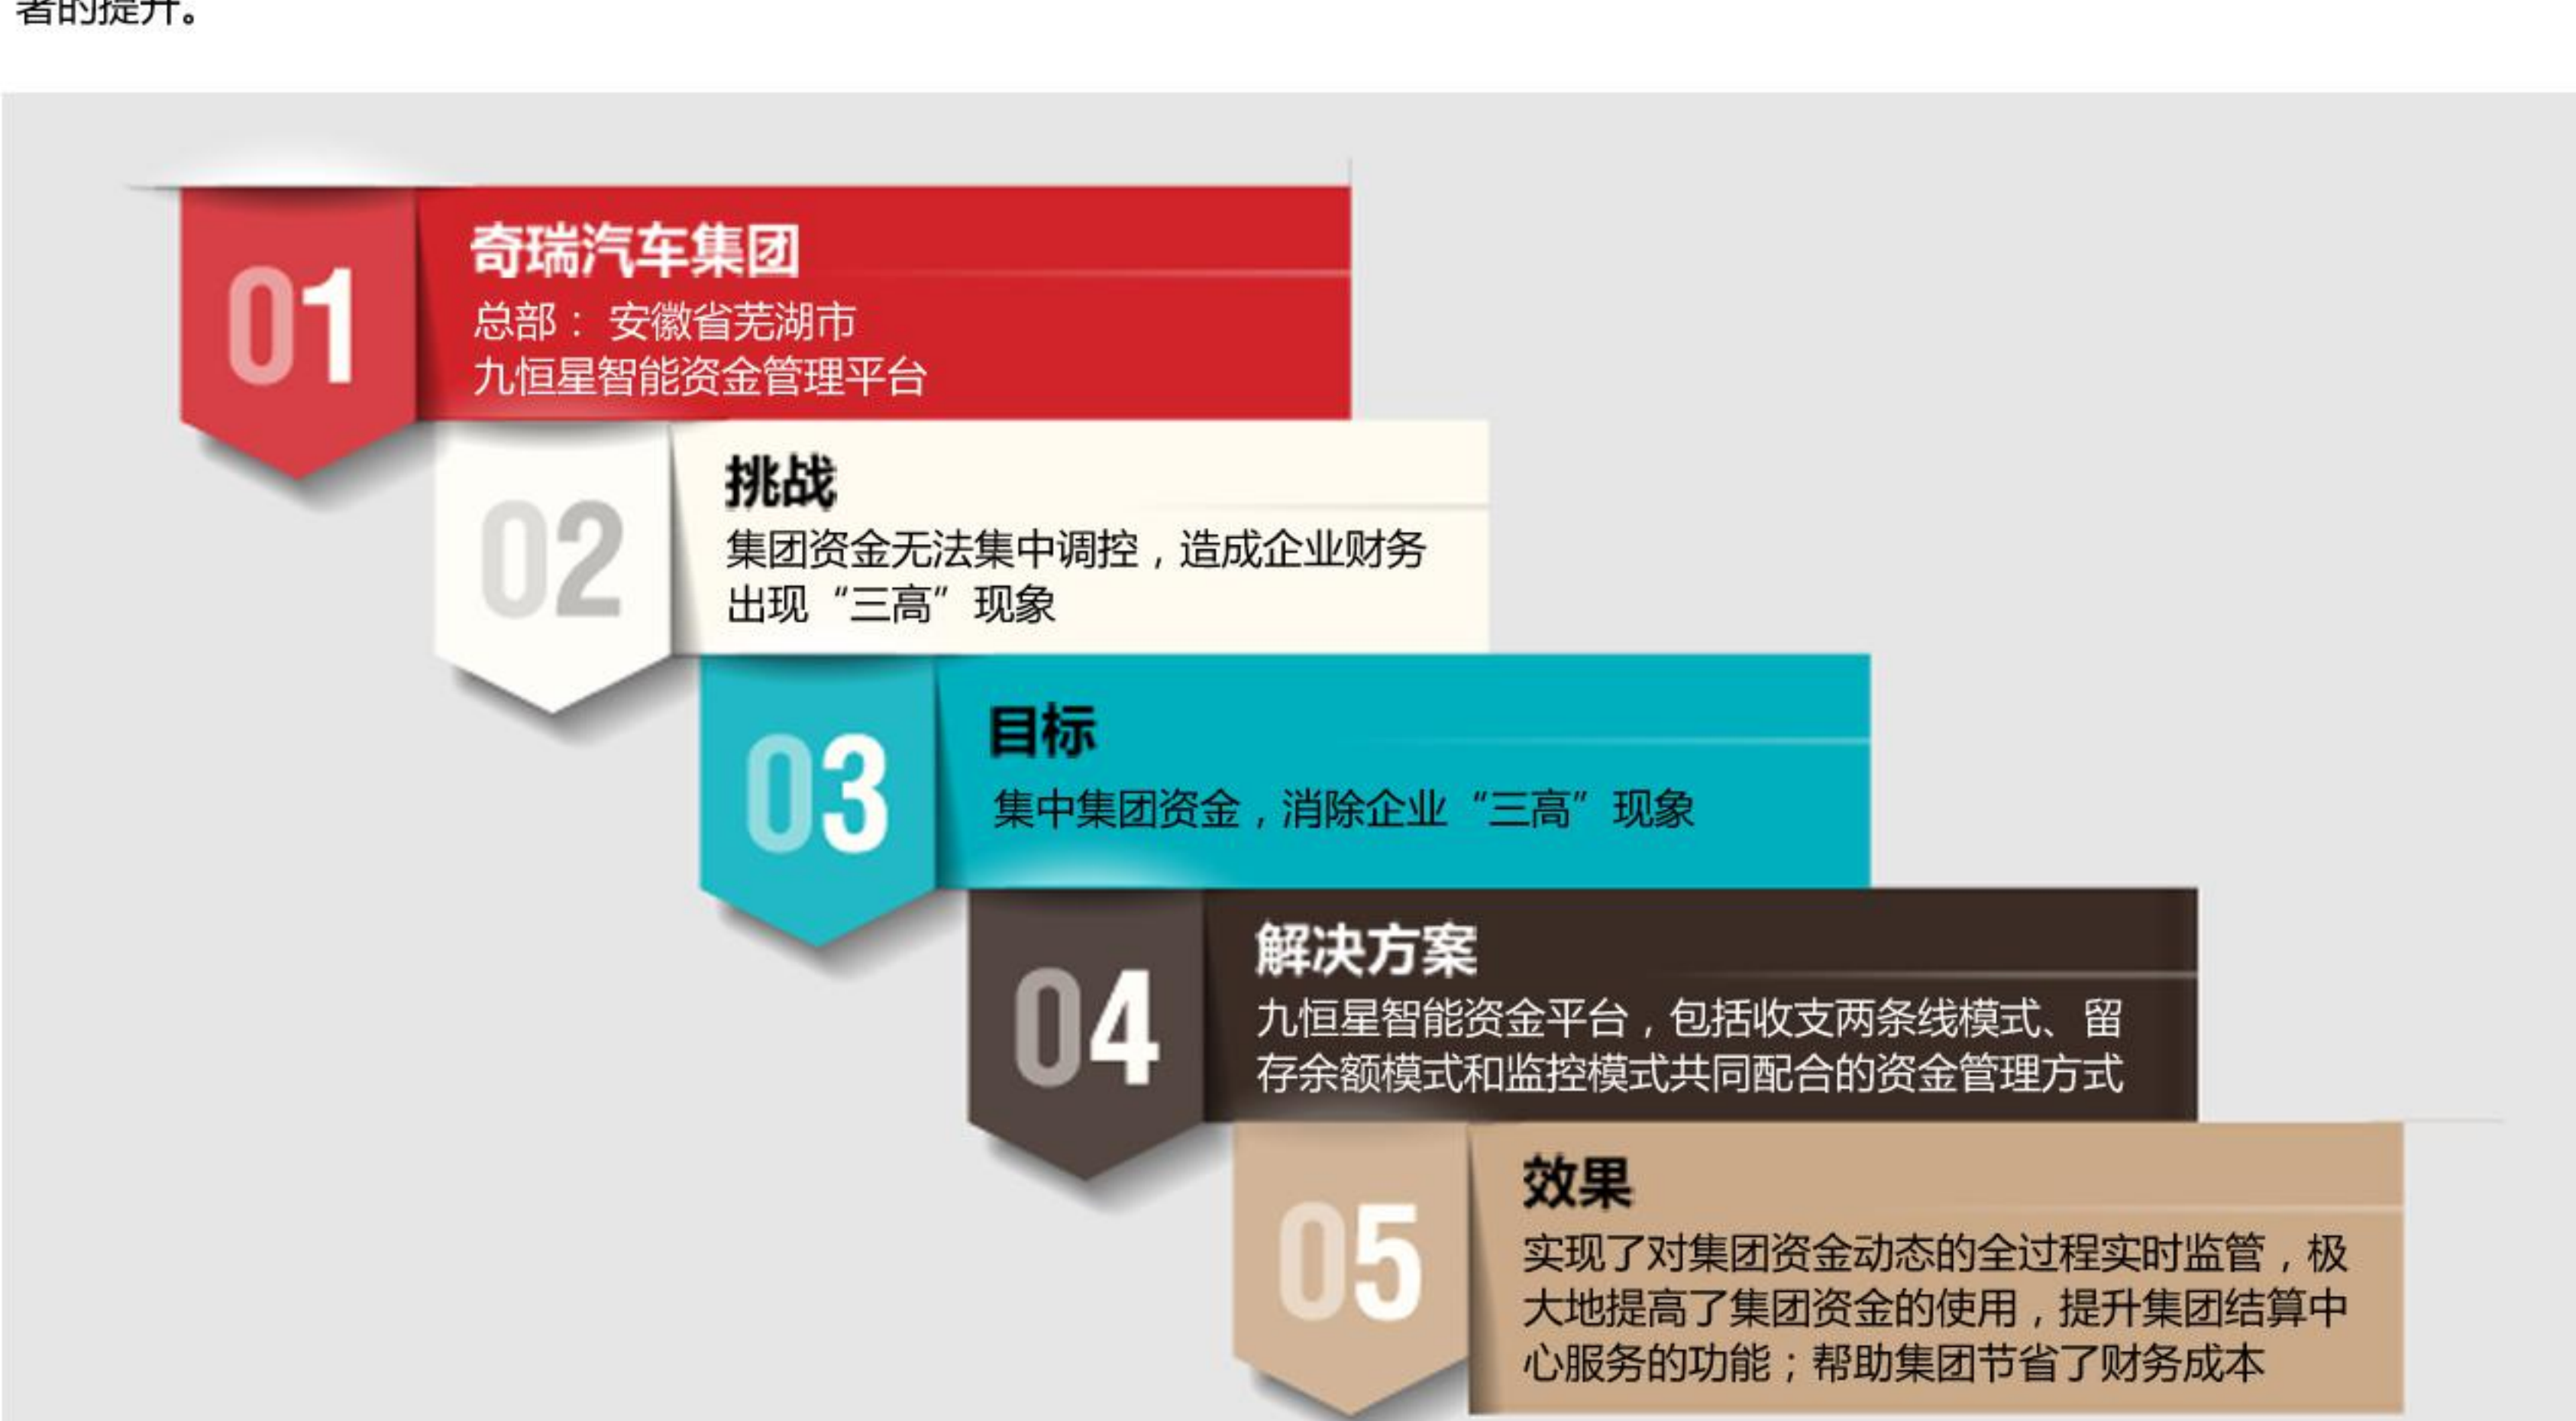 著的提升。
01
奇瑞汽车集团
总部： 安徽省芜湖市
九恒星智能资金管理平台
02
挑战
集团资金无法集中调控，造成企业财务
出现“三高”现象
03
目标
集中集团资金，消除企业“三高”现象
04
解决方案
九恒星智能资金平台，包括收支两条线模式、留
存余额模式和监控模式共同配合的资金管理方式
05
效果
实现了对集团资金动态的全过程实时监管，极
大地提高了集团资金的使用，提升集团结算中
心服务的功能；帮助集团节省了财务成本